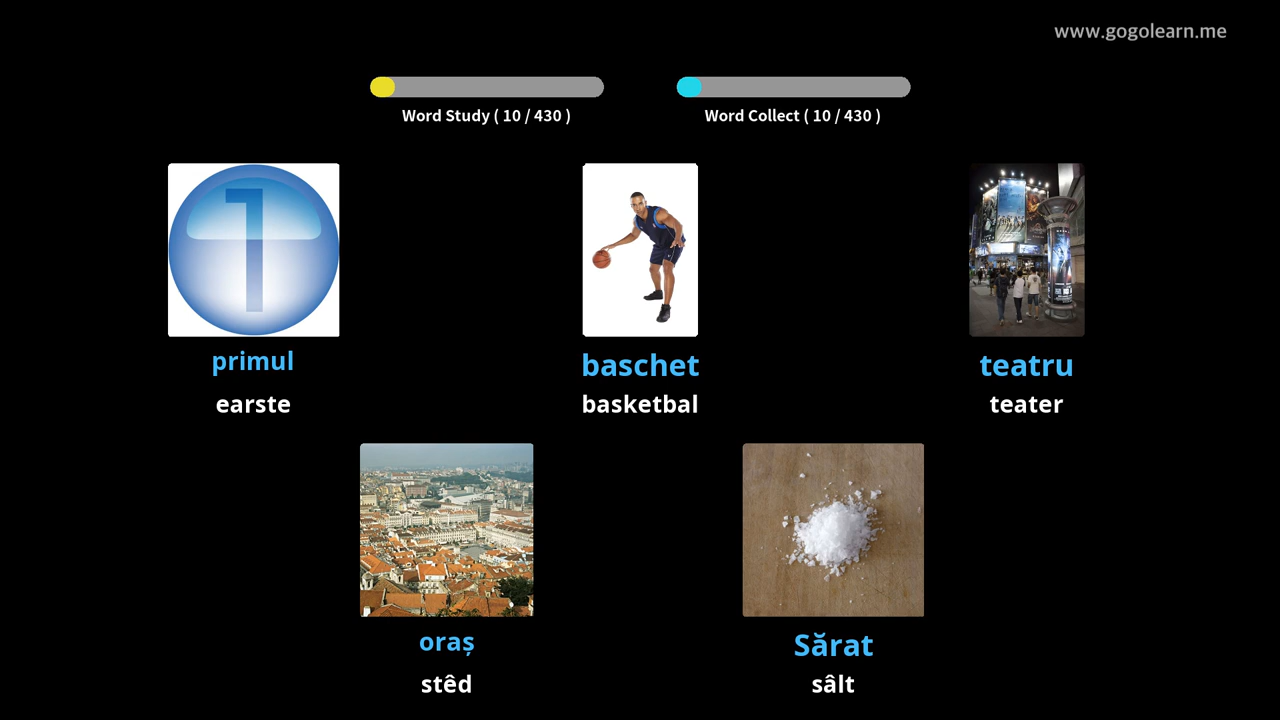 www.gogolearn.me
Word Study ( 10 / 430 )
Word Collect ( 10 / 430 )
1
primul
earste
baschet
basketbal
teatru
teater
oraș
stêd
Sărat
sâlt